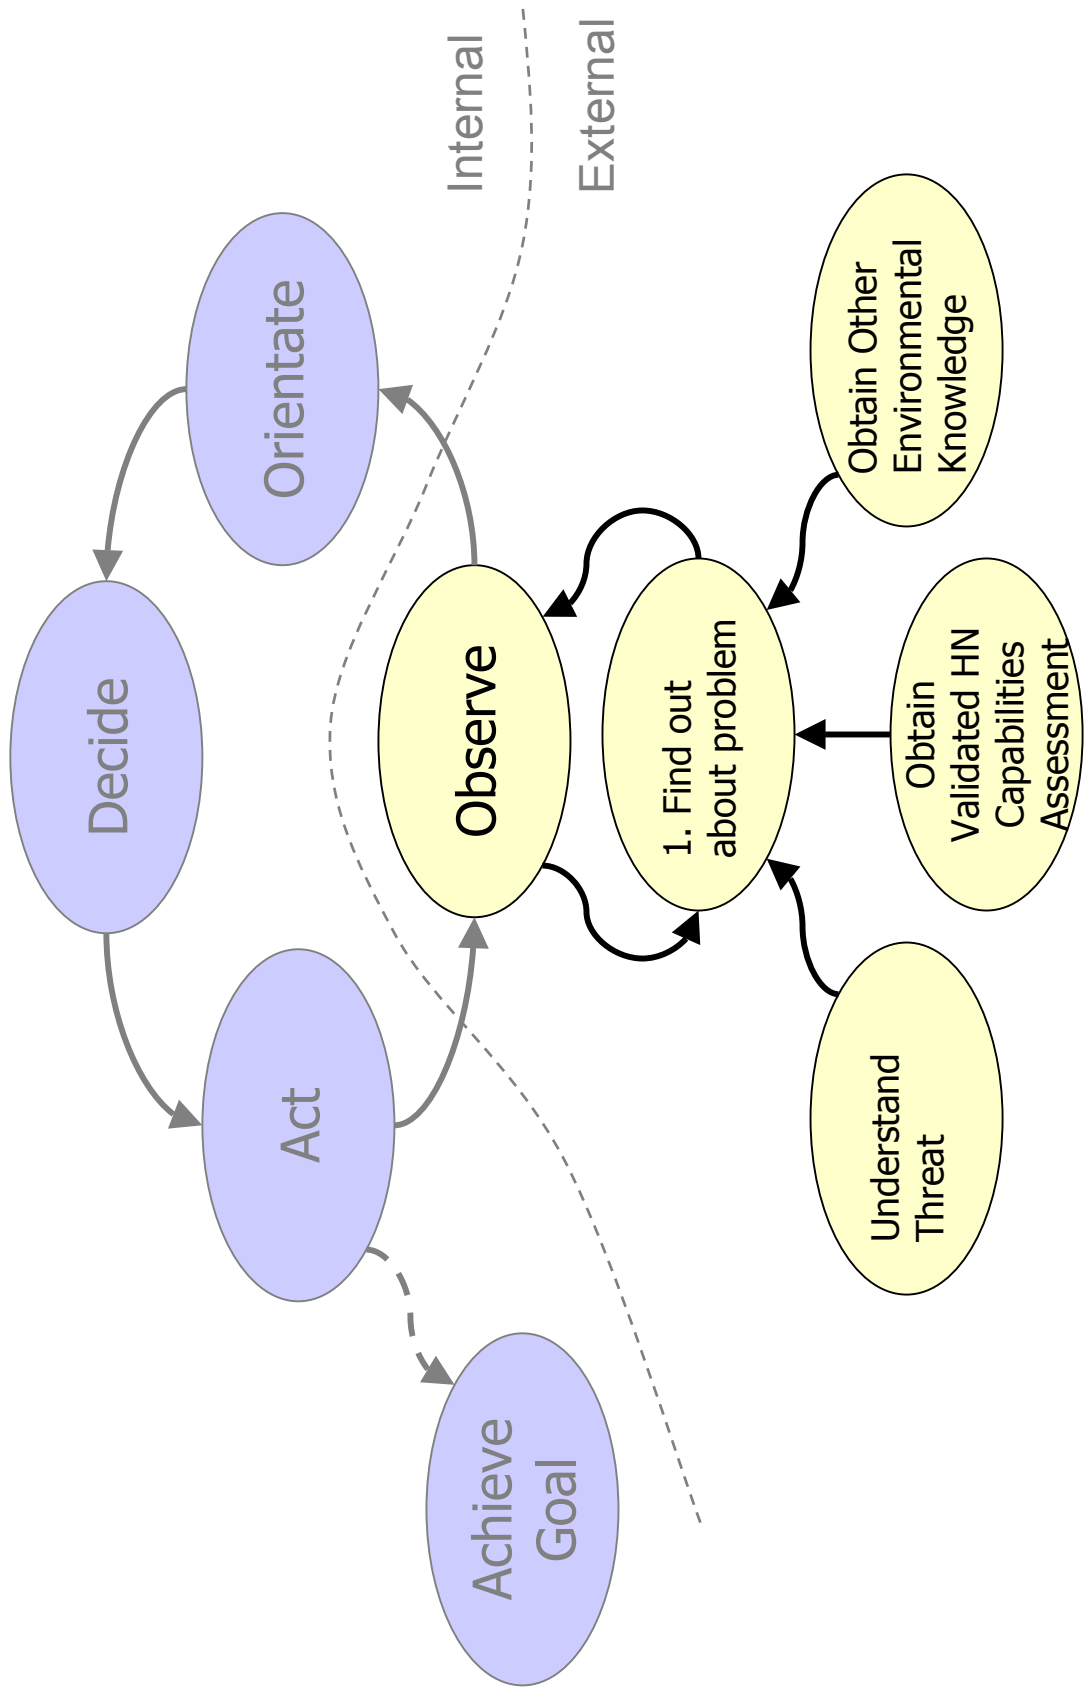 Decide
Act
Orientate
Internal
Achieve
Goal
Observe
External
1. Find out
about problem
Understand
Threat
Obtain
Validated HN
Capabilities
Assessment
Obtain Other
Environmental
Knowledge